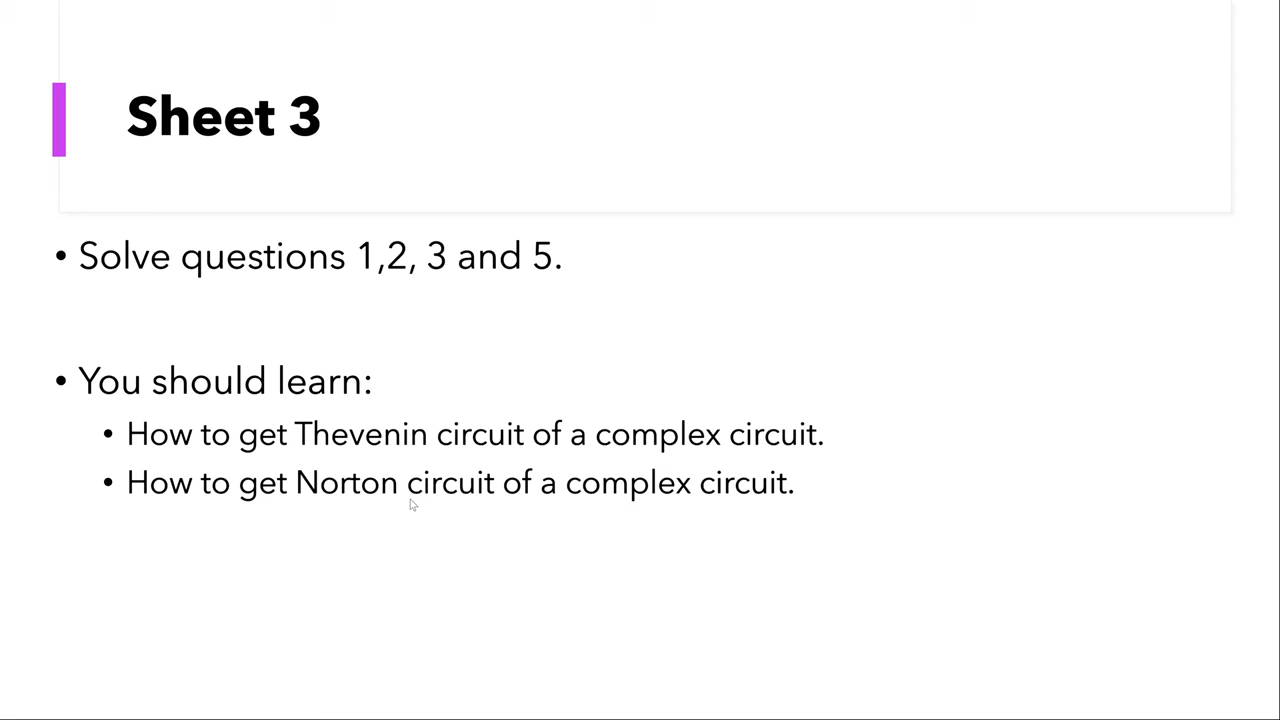 Sheet 3
• Solve questions 1,2, 3 and 5.
• You should learn:
• How to get Thevenin circuit of a complex circuit.
• How to get Norton circuit of a complex circuit.